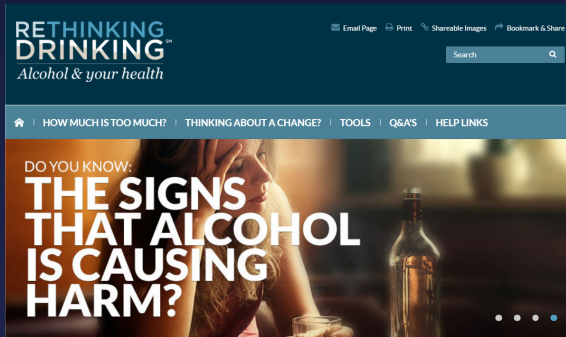 RETHINKING
DRINKING℠
Alcohol & your health
Email Page Print Shareable Images Bookmark & Share
Search
HOW MUCH IS TOO MUCH? THINKING ABOUT A CHANGE? TOOLS Q&A'S HELP LINKS
DO YOU KNOW:
THE SIGNS
THAT ALCOHOL
IS CAUSING
HARM?